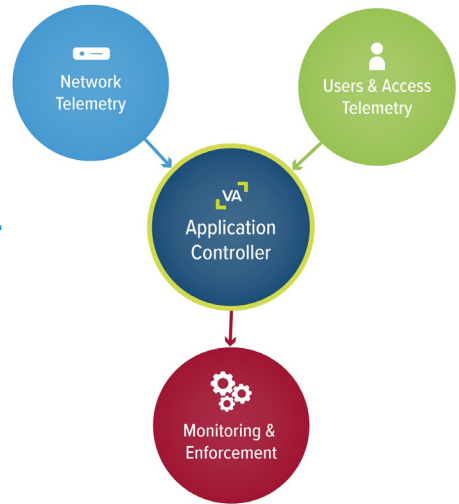 Network
Telemetry
Users & Access
Telemetry
VA
Application
Controller
Monitoring &
Enforcement